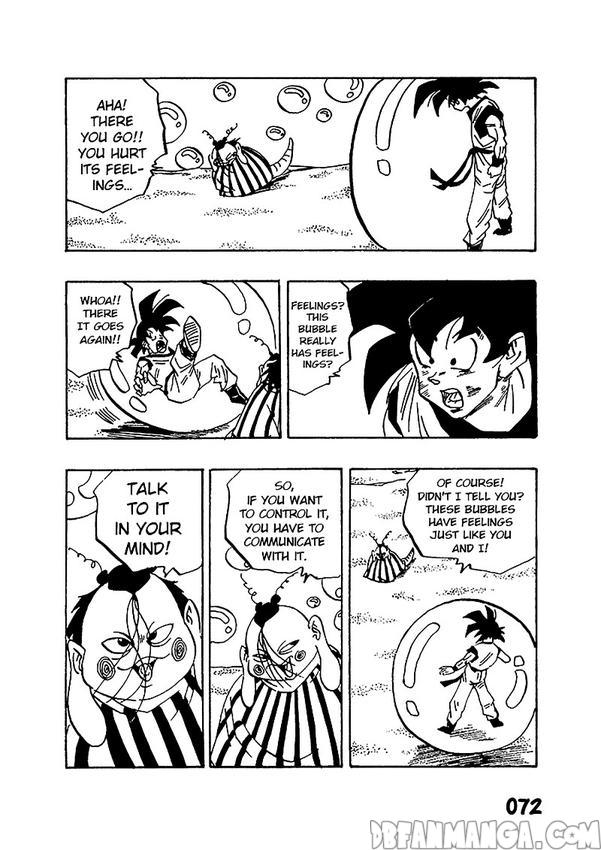 AHA!
THERE
YOU GO!!
YOU HURT
ITS FEEL-
INGS...
FEELINGS?
THIS
BUBBLE
REALLY
HAS FEEL-
INGS?
WHOA!!
THERE
IT GOES
AGAIN!!
OF COURSE!
DIDN'T I TELL YOU?
THESE BUBBLES
HAVE FEELINGS
JUST LIKE YOU
AND I!
SO,
IF YOU WANT
TO CONTROL IT,
YOU HAVE TO
COMMUNICATE
WITH IT.
TALK
TO IT
IN YOUR
MIND!
072
DBFANMANGA.COM